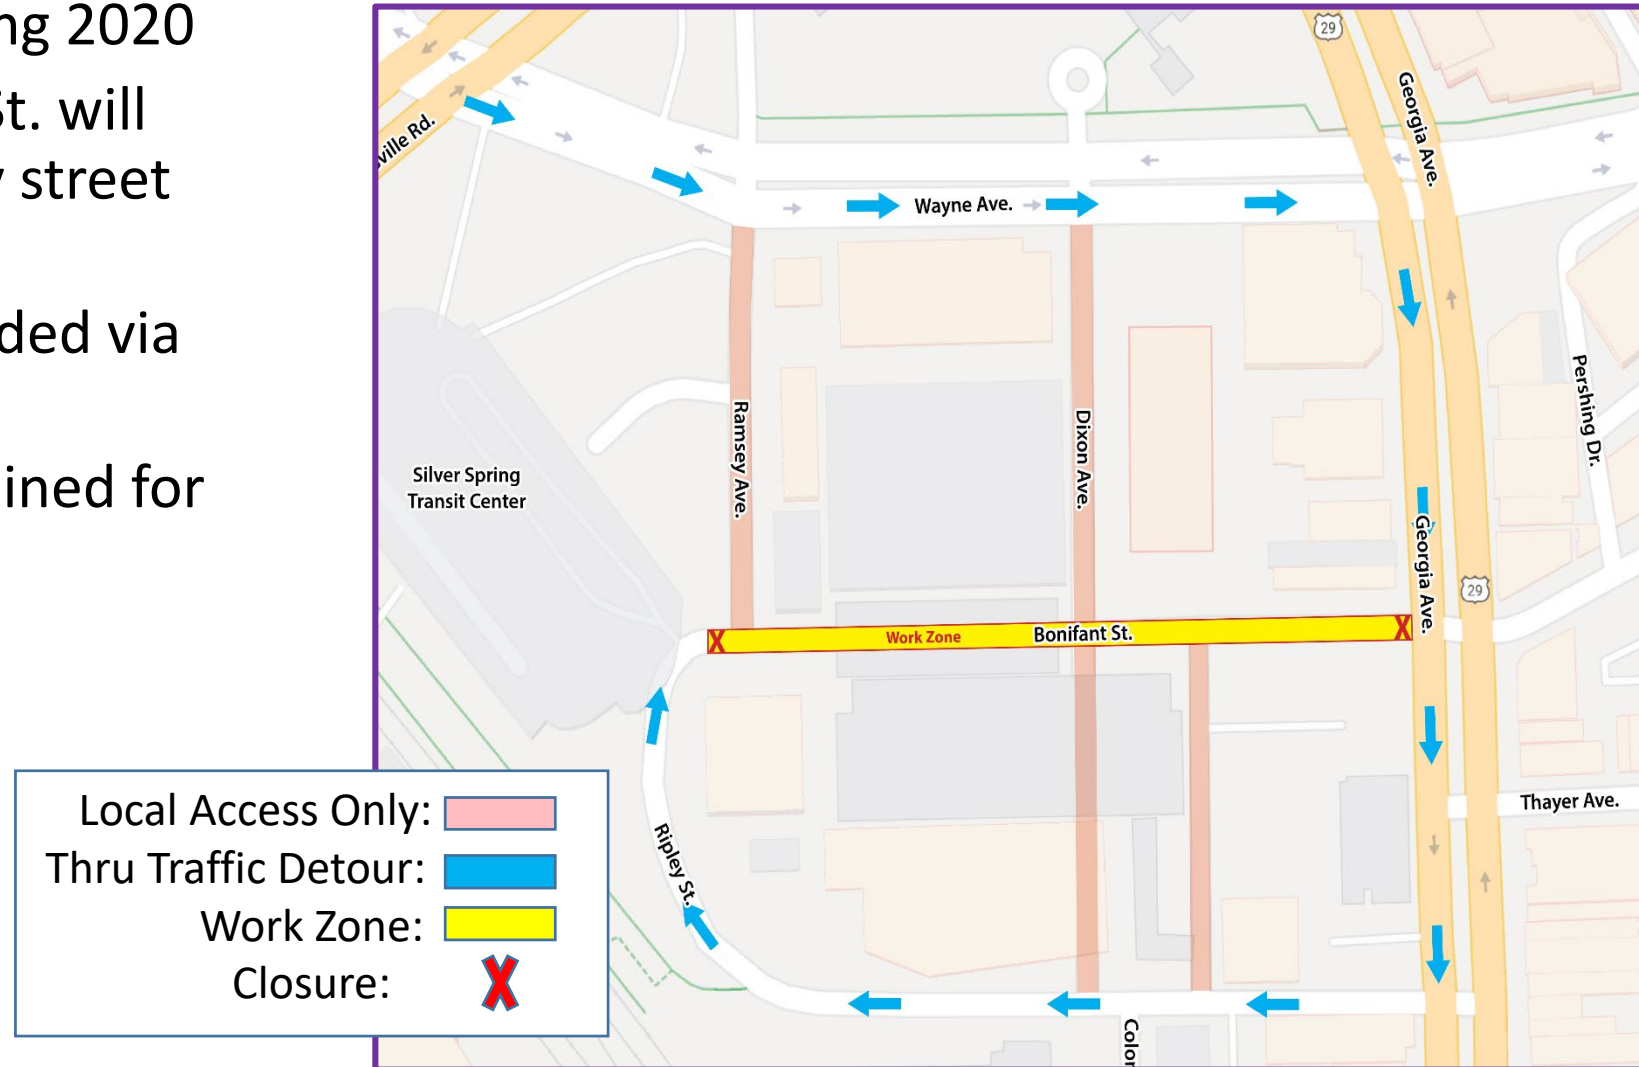 ng 2020
St. will
y street
ded via
ined for
29
Georgia Ave.
ville Rd.
Wayne Ave.
Ramsey Ave.
Dixon Ave.
Pershing Dr.
Silver Spring
Transit Center
Georgia Ave.
29
Work Zone
Bonifant St.
X
X
Thayer Ave.
Ripley St.
Colon
Local Access Only:
Thru Traffic Detour:
Work Zone:
Closure: X